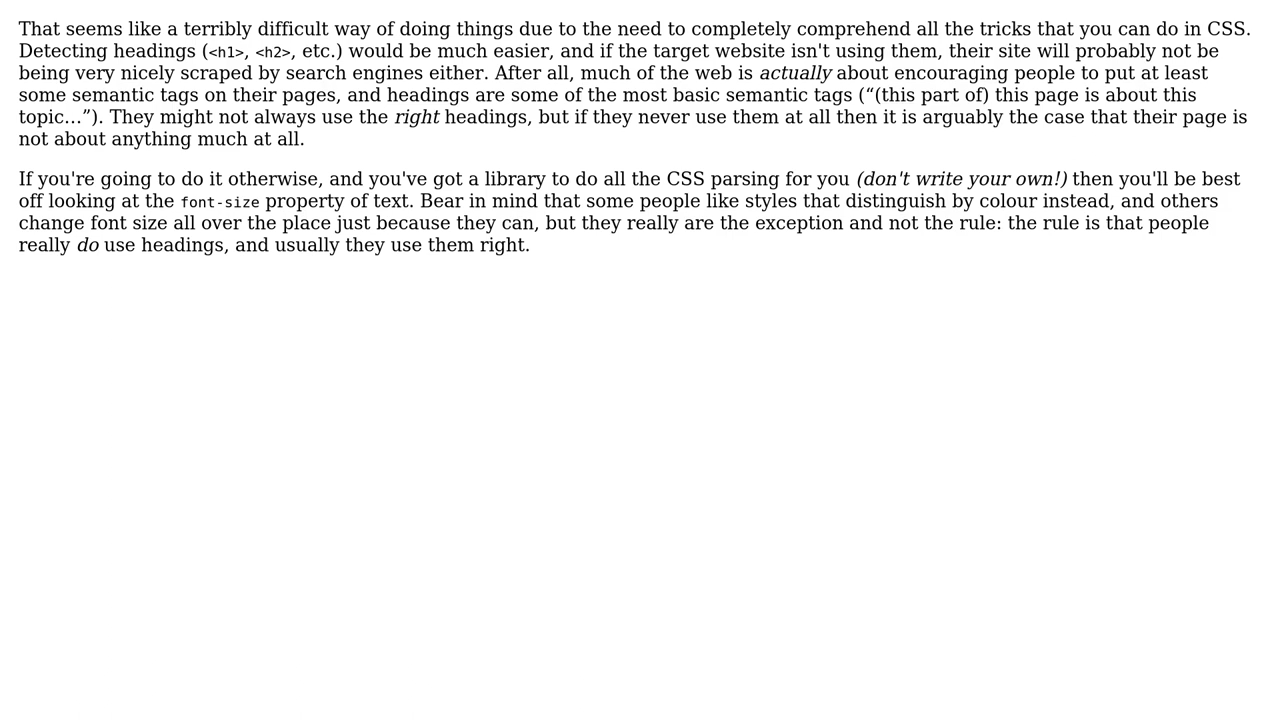 That seems like a terribly difficult way of doing things due to the need to completely comprehend all the tricks that you can do in CSS.
Detecting headings (<h1>, <h2>, etc.) would be much easier, and if the target website isn't using them, their site will probably not be
being very nicely scraped by search engines either. After all, much of the web is actually about encouraging people to put at least
some semantic tags on their pages, and headings are some of the most basic semantic tags (“(this part of) this page is about this
topic…”). They might not always use the right headings, but if they never use them at all then it is arguably the case that their page is
not about anything much at all.
If you're going to do it otherwise, and you've got a library to do all the CSS parsing for you (don't write your own!) then you'll be best
off looking at the font-size property of text. Bear in mind that some people like styles that distinguish by colour instead, and others
change font size all over the place just because they can, but they really are the exception and not the rule: the rule is that people
really do use headings, and usually they use them right.